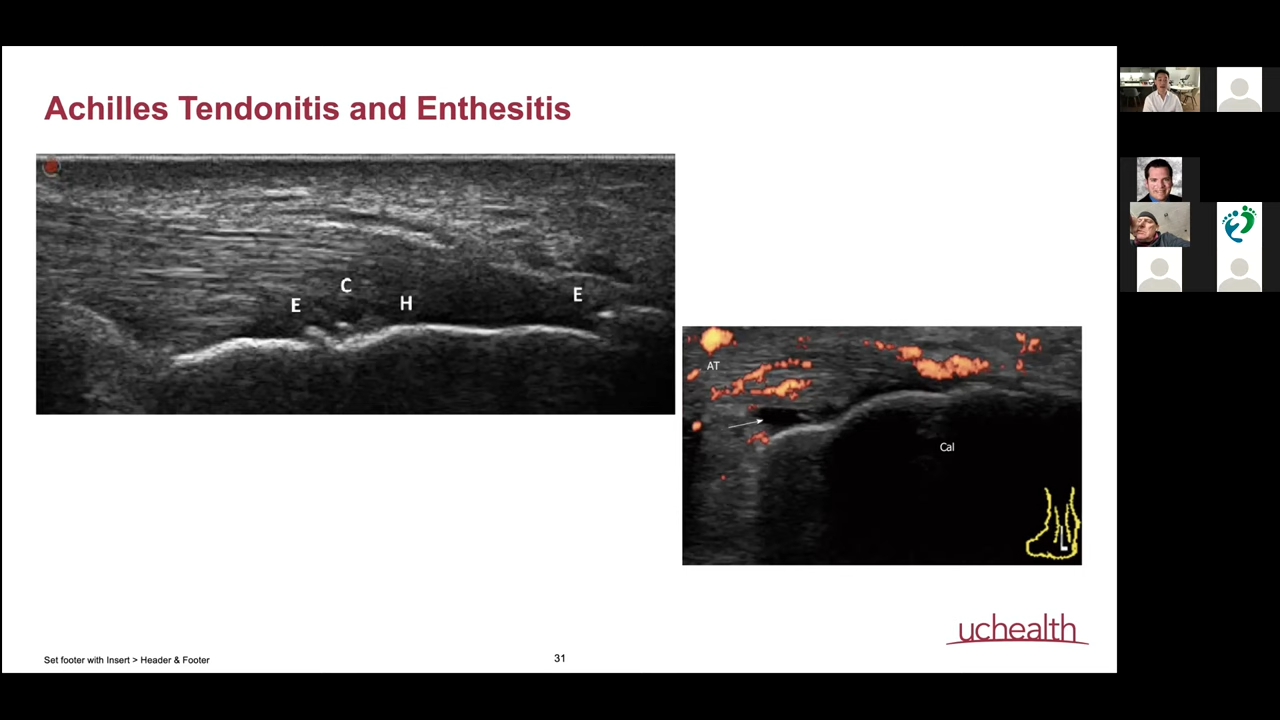 Achilles Tendonitis and Enthesitis
E
C
H
E
AT
Cal
L
uchealth
Set footer with Insert > Header & Footer
31